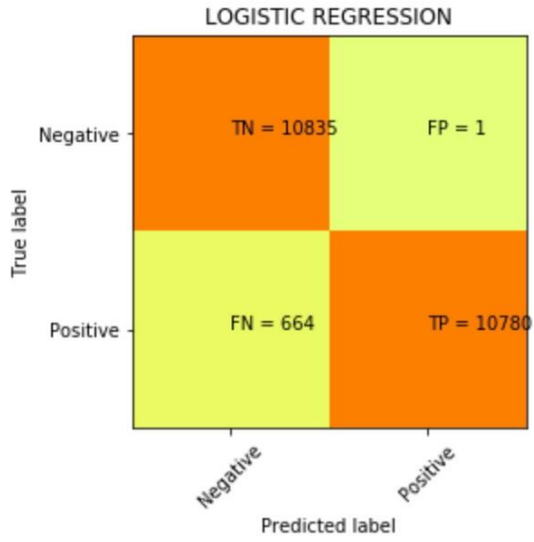 LOGISTIC REGRESSION
Negative
TN = 10835
FP = 1
True label
Positive
FN = 664
TP = 10780
Negative
Positive
Predicted label